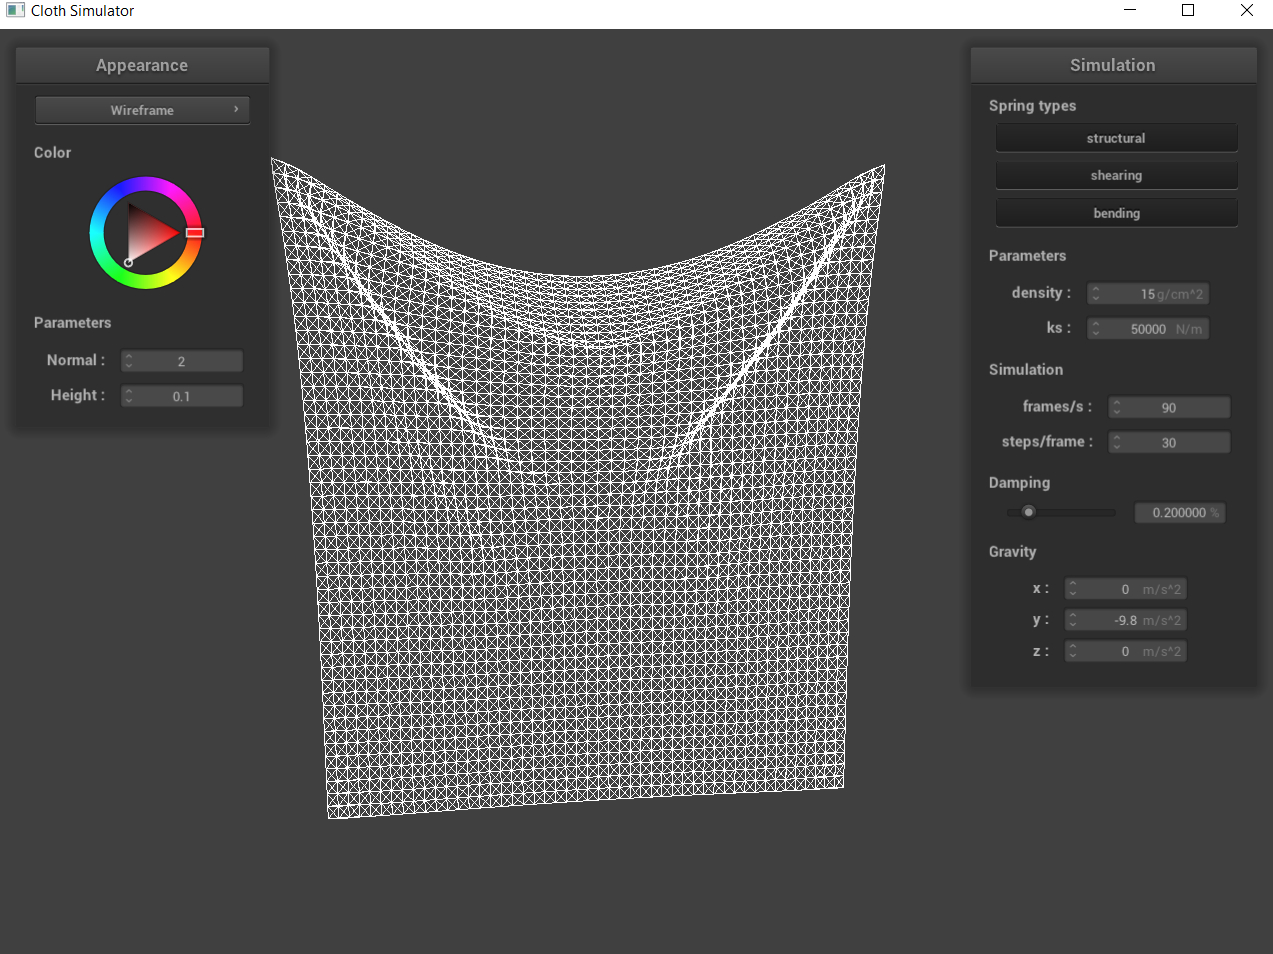 Cloth Simulator
Appearance
Wireframe
Color
Parameters
Normal : 2
Height : 0.1
Simulation
Spring types
structural
shearing
bending
Parameters
density : 15 g/cm^2
ks : 50000 N/m
Simulation
frames/s : 90
steps/frame : 30
Damping
0.200000 %
Gravity
x : 0 m/s^2
y : -9.8 m/s^2
z : 0 m/s^2